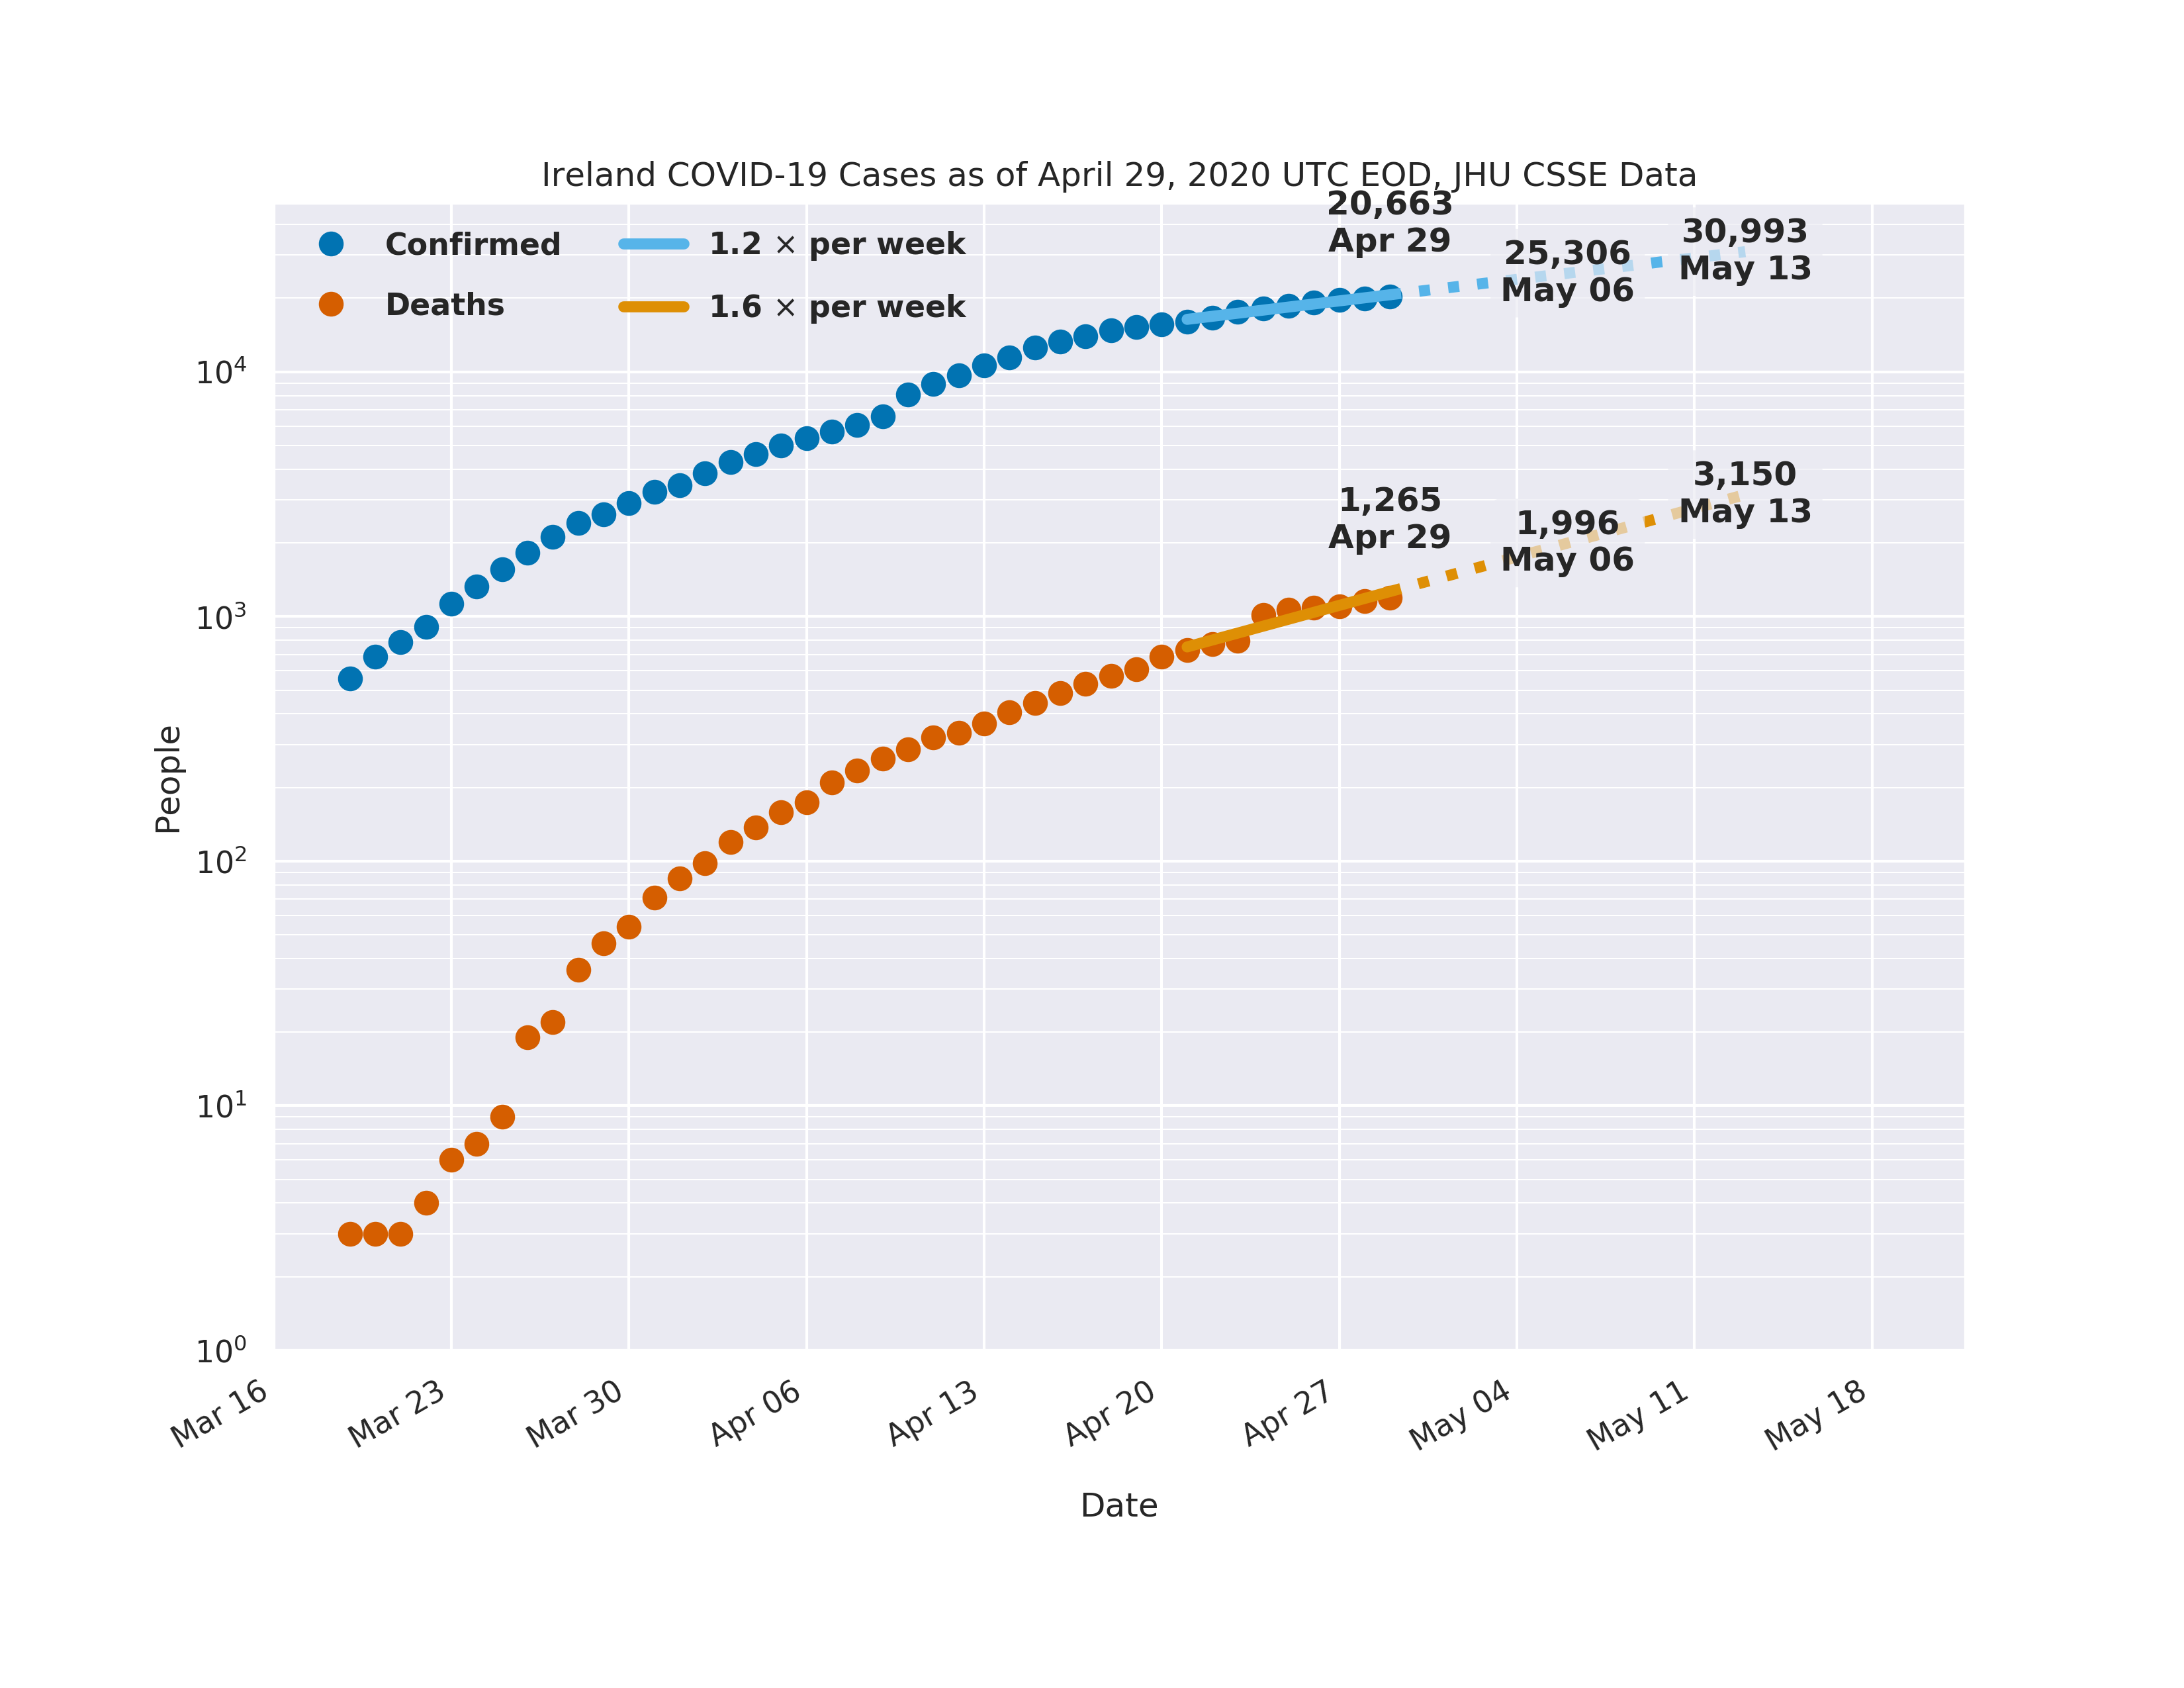 Ireland COVID-19 Cases as of April 29, 2020 UTC EOD, JHU CSSE Data
Confirmed
Deaths
1.2 × per week
1.6 × per week
20,663
Apr 29
25,306
May 06
30,993
May 13
1,265
Apr 29
1,996
May 06
3,150
May 13
People
10⁴
10³
10²
10¹
10⁰
Mar 16
Mar 23
Mar 30
Apr 06
Apr 13
Apr 20
Apr 27
May 04
May 11
May 18
Date